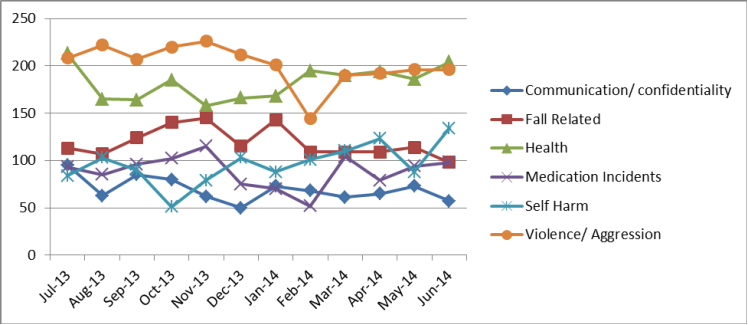 250
200
150
100
50
0
Jul-13
Aug-13
Sep-13
Oct-13
Nov-13
Dec-13
Jan-14
Feb-14
Mar-14
Apr-14
May-14
Jun-14
Communication/ confidentiality
Fall Related
Health
Medication Incidents
Self Harm
Violence/ Aggression